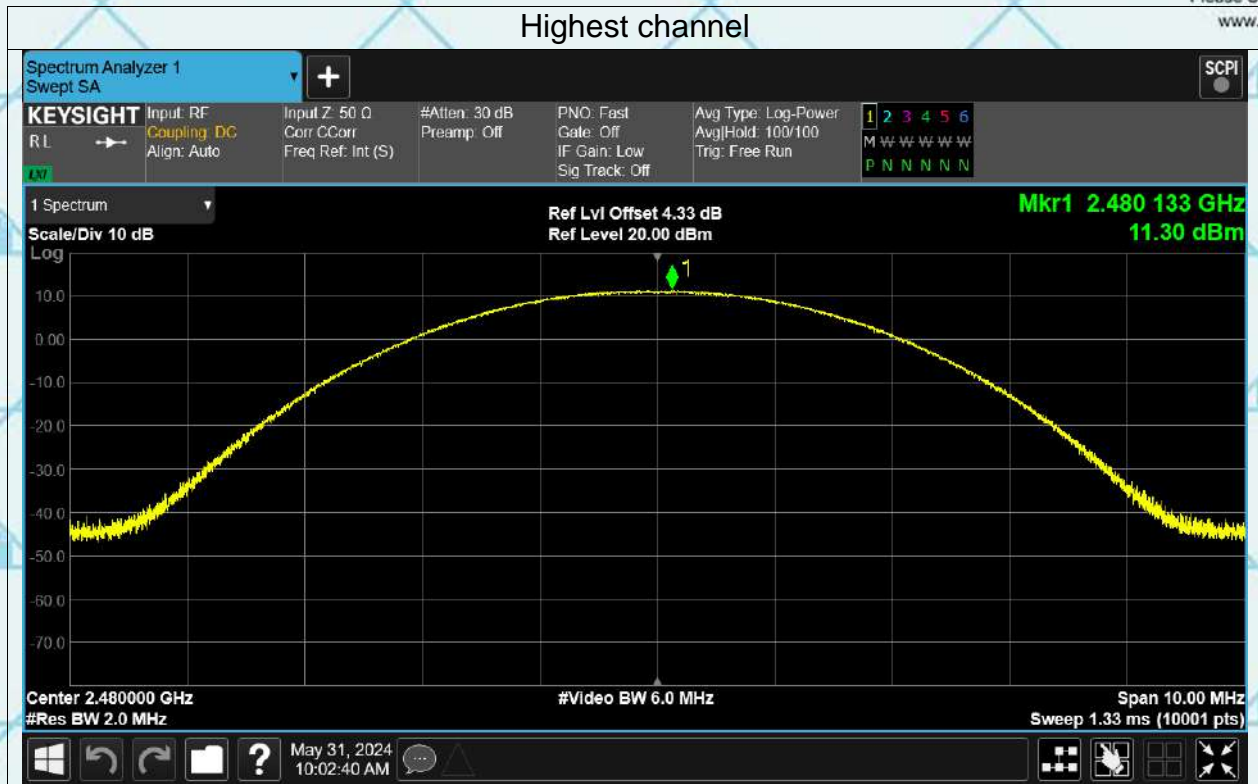 www.
Highest channel
Spectrum Analyzer 1
Swept SA
+
SCPI
KEYSIGHT
RL
LXI
Input: RF
Coupling: DC
Align: Auto
Input Z: 50 Ω
Corr CCorr
Freq Ref: Int (S)
#Atten: 30 dB
Preamp: Off
PNO: Fast
Gate: Off
IF Gain: Low
Sig Track: Off
Avg Type: Log-Power
Avg|Hold: 100/100
Trig: Free Run
1 2 3 4 5 6
M W W W W W
P N N N N N
1 Spectrum
Scale/Div 10 dB
Ref Lvl Offset 4.33 dB
Ref Level 20.00 dBm
Mkr1 2.480 133 GHz
11.30 dBm
Log
1
10.0
0.00
-10.0
-20.0
-30.0
-40.0
-50.0
-60.0
-70.0
Center 2.480000 GHz
#Res BW 2.0 MHz
#Video BW 6.0 MHz
Span 10.00 MHz
Sweep 1.33 ms (10001 pts)
?
May 31, 2024
10:02:40 AM